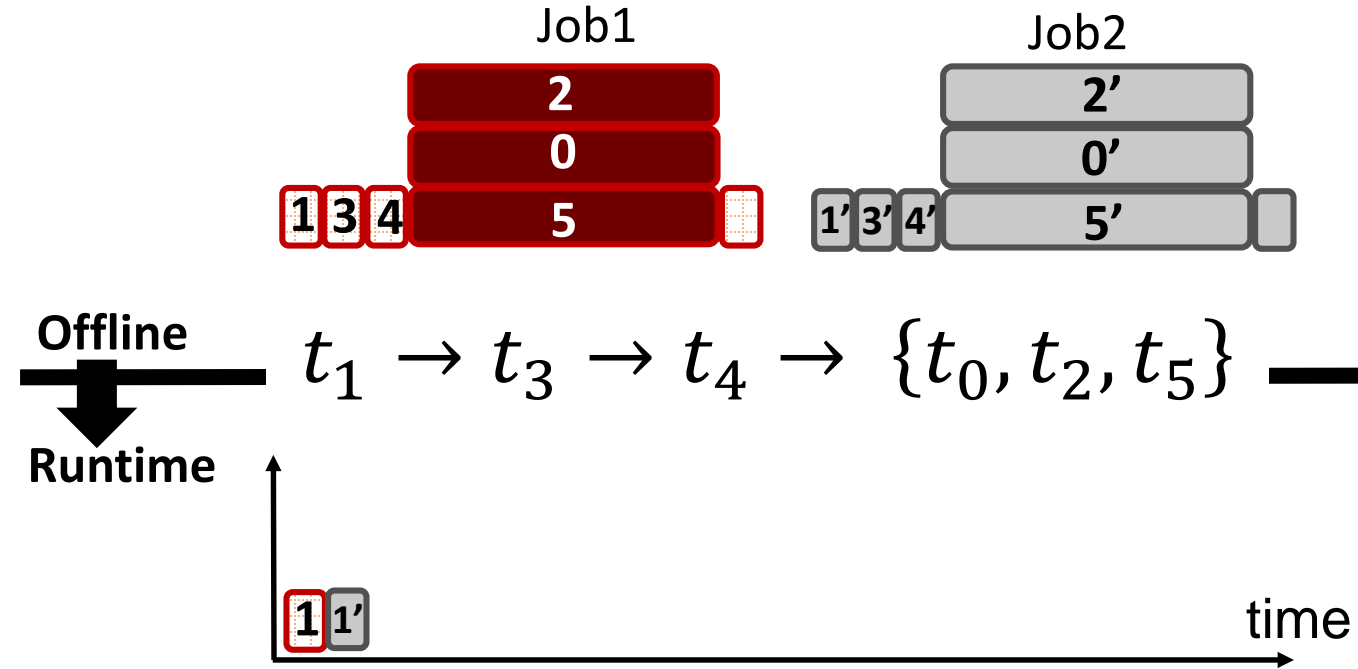 Job1 Job2
2 2’
0 0’
1 3 4 5 1’ 3’ 4’ 5’
Offline
t₁ → t₃ → t₄ → {t₀, t₂, t₅}
Runtime
1 1’
time